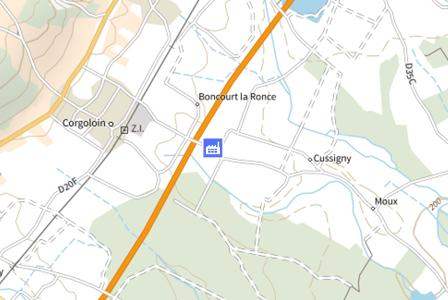 D35C
Boncourt la Ronce
Corgoloin
Z.I.
Cussigny
D20F
Moux
200